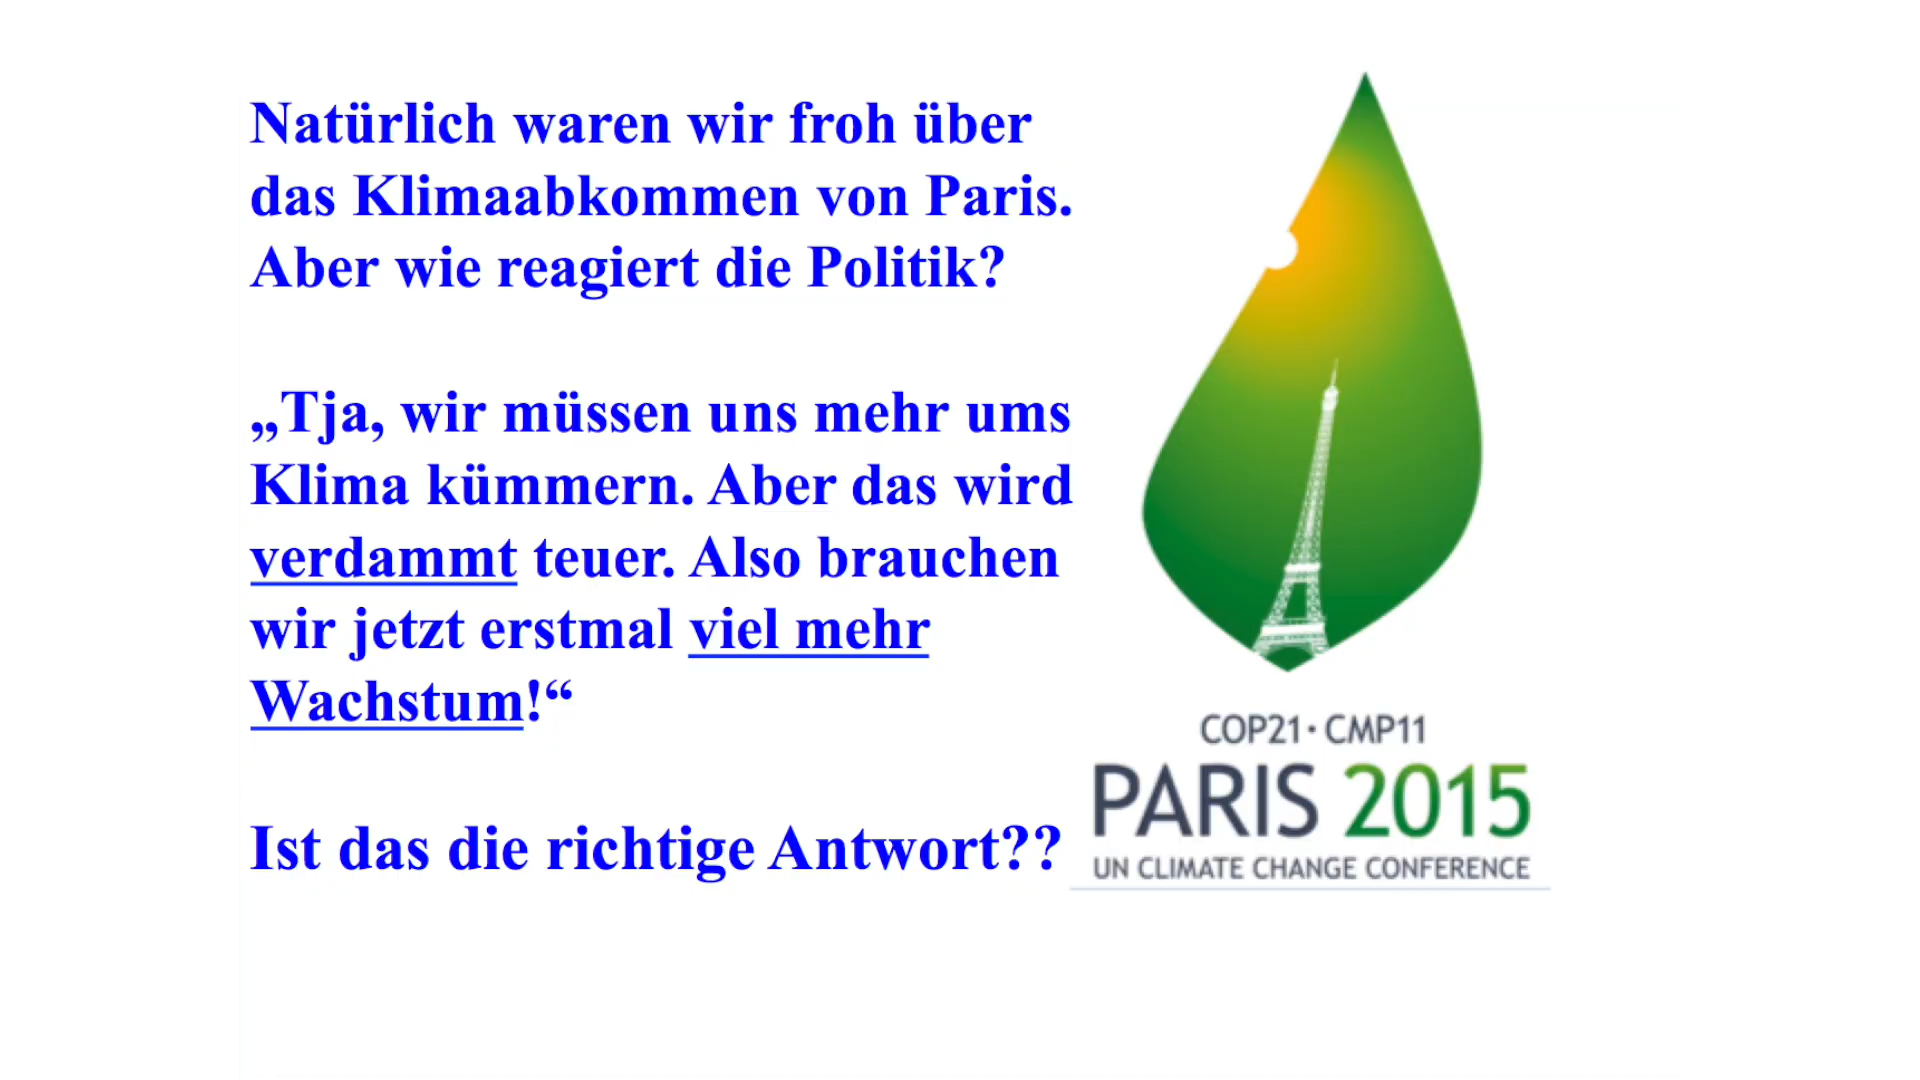 Natürlich waren wir froh über
das Klimaabkommen von Paris.
Aber wie reagiert die Politik?
„Tja, wir müssen uns mehr ums
Klima kümmern. Aber das wird
verdammt teuer. Also brauchen
wir jetzt erstmal viel mehr
Wachstum!“
Ist das die richtige Antwort??
COP21·CMP11
PARIS 2015
UN CLIMATE CHANGE CONFERENCE